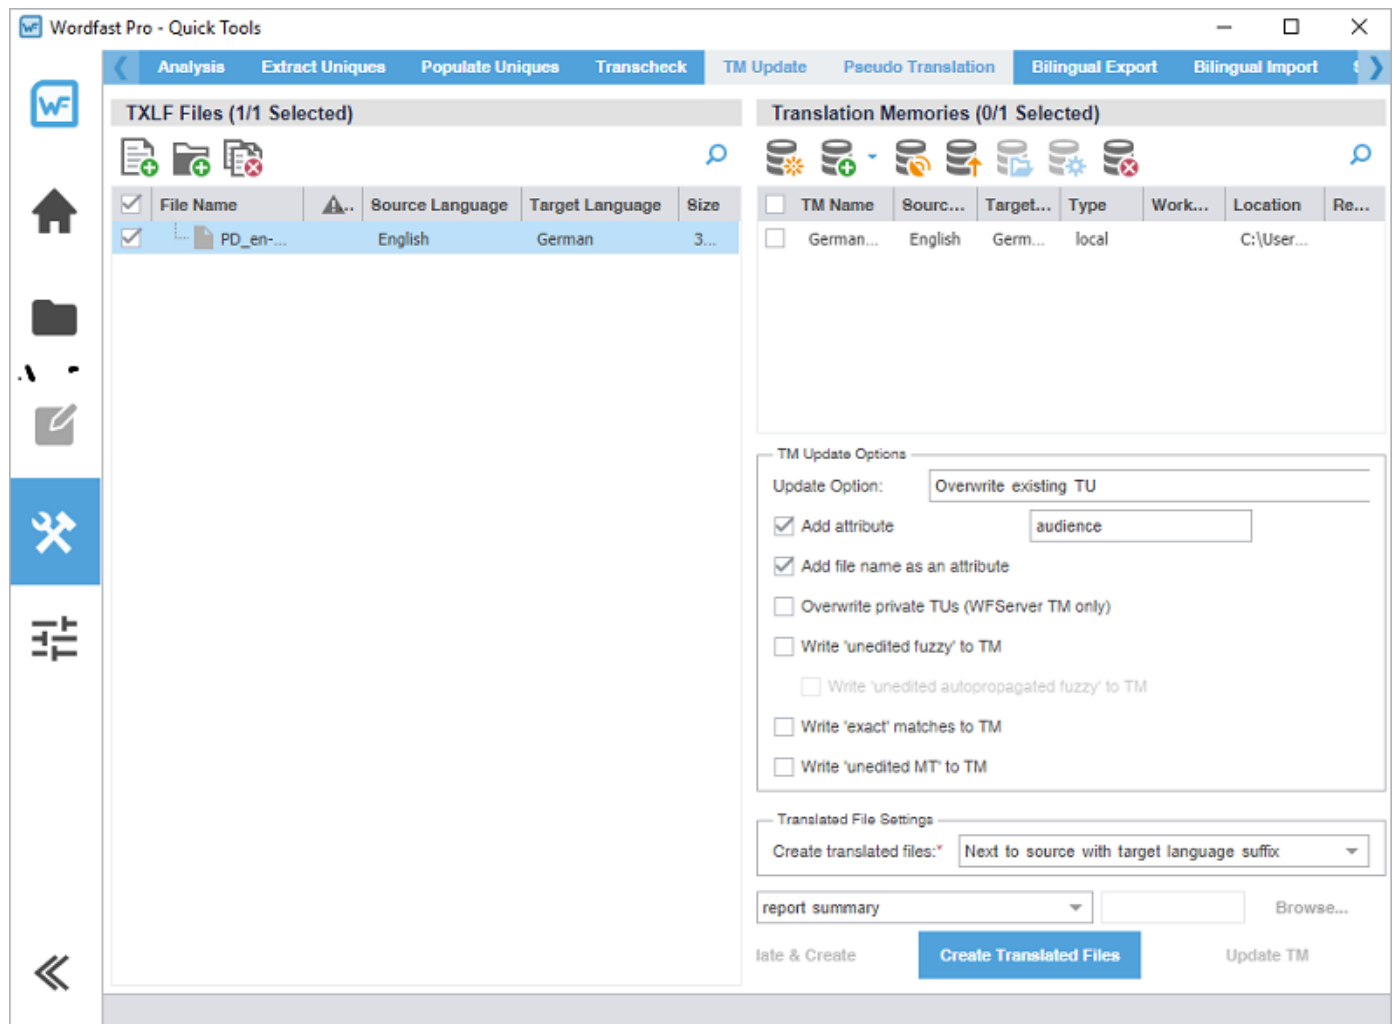 Wordfast Pro - Quick Tools
Analysis Extract Uniques Populate Uniques Transcheck TM Update Pseudo Translation Bilingual Export Bilingual Import
WF
TXLF Files (1/1 Selected)
File Name .. Source Language Target Language Size
PD_en-... English German 3...
Translation Memories (0/1 Selected)
TM Name Sourc... Target... Type Work... Location Re...
German... English Germ... local C:\User...
TM Update Options
Update Option: Overwrite existing TU
Add attribute audience
Add file name as an attribute
Overwrite private TUs (WFServer TM only)
Write 'unedited fuzzy' to TM
Write 'unedited autopropagated fuzzy' to TM
Write 'exact' matches to TM
Write 'unedited MT' to TM
Translated File Settings
Create translated files:* Next to source with target language suffix
report summary Browse...
late & Create Create Translated Files Update TM